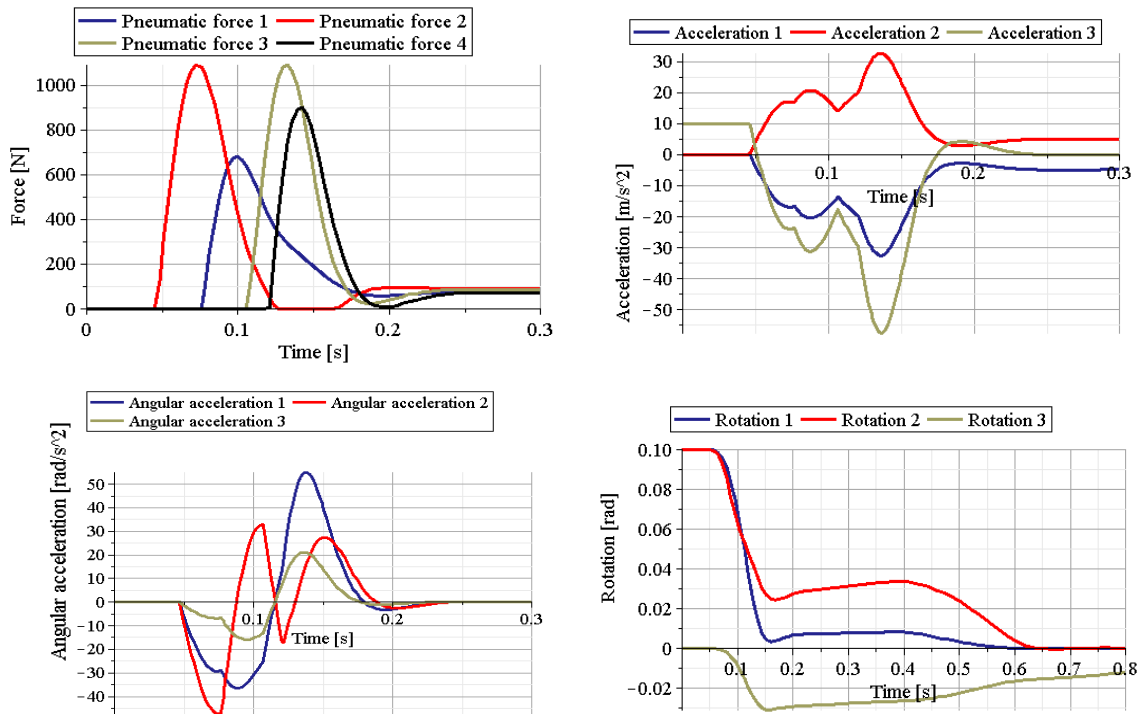 Pneumatic force 1 Pneumatic force 2
Pneumatic force 3 Pneumatic force 4
1000
800
600
400
200
0
Force [N]
0 0.1 0.2 0.3
Time [s]
Acceleration 1 Acceleration 2 Acceleration 3
30
20
10
0
-10
-20
-30
-40
-50
Acceleration [m/s^2]
0.1 0.2 0.3
Time [s]
Angular acceleration 1 Angular acceleration 2
Angular acceleration 3
50
40
30
20
10
0
-10
-20
-30
-40
Angular acceleration [rad/s^2]
0.1 0.2 0.3
Time [s]
Rotation 1 Rotation 2 Rotation 3
0.10
0.08
0.06
0.04
0.02
0
-0.02
Rotation [rad]
0.1 0.2 0.3 0.4 0.5 0.6 0.7 0.8
Time [s]